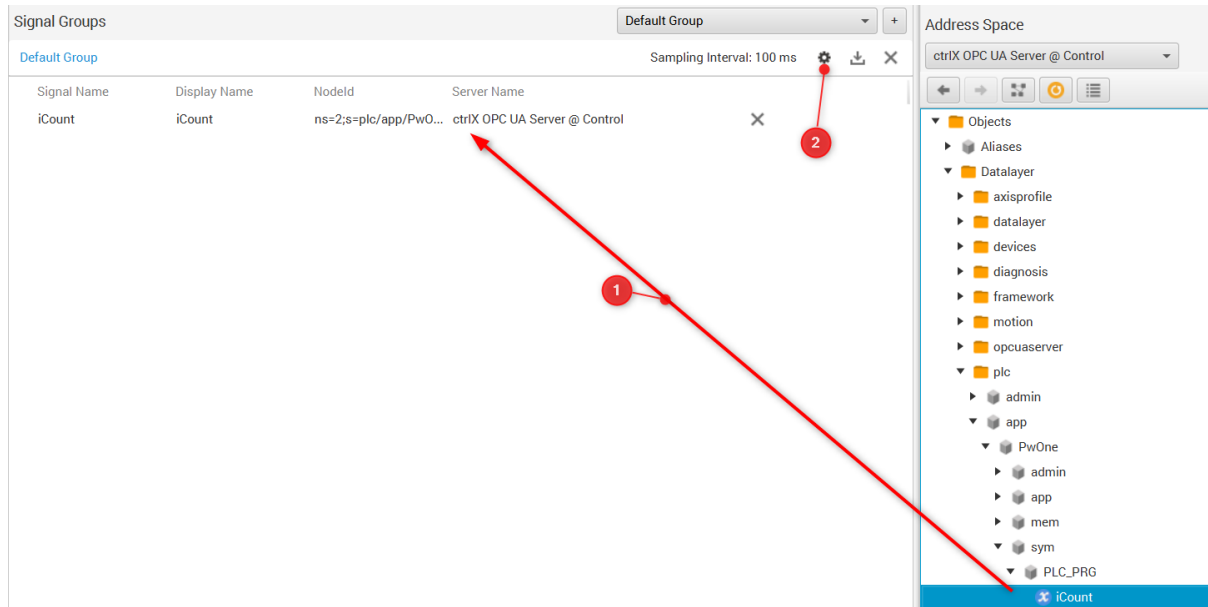 Signal Groups
Default Group
+
Default Group
Sampling Interval: 100 ms
Signal Name Display Name NodeId Server Name
iCount iCount ns=2;s=plc/app/PwO... ctrlX OPC UA Server @ Control
2
1
Address Space
ctrlX OPC UA Server @ Control
Objects
Aliases
Datalayer
axisprofile
datalayer
devices
diagnosis
framework
motion
opcuaserver
plc
admin
app
PwOne
admin
app
mem
sym
PLC_PRG
x iCount